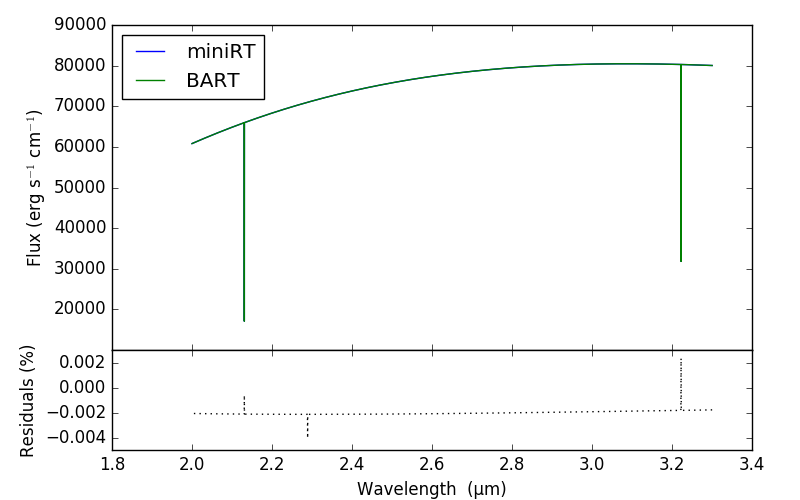 90000
80000
70000
60000
50000
40000
30000
20000
Flux (erg s⁻¹ cm⁻¹)
miniRT
BART
0.002
0.000
−0.002
−0.004
Residuals (%)
1.8 2.0 2.2 2.4 2.6 2.8 3.0 3.2 3.4
Wavelength (μm)